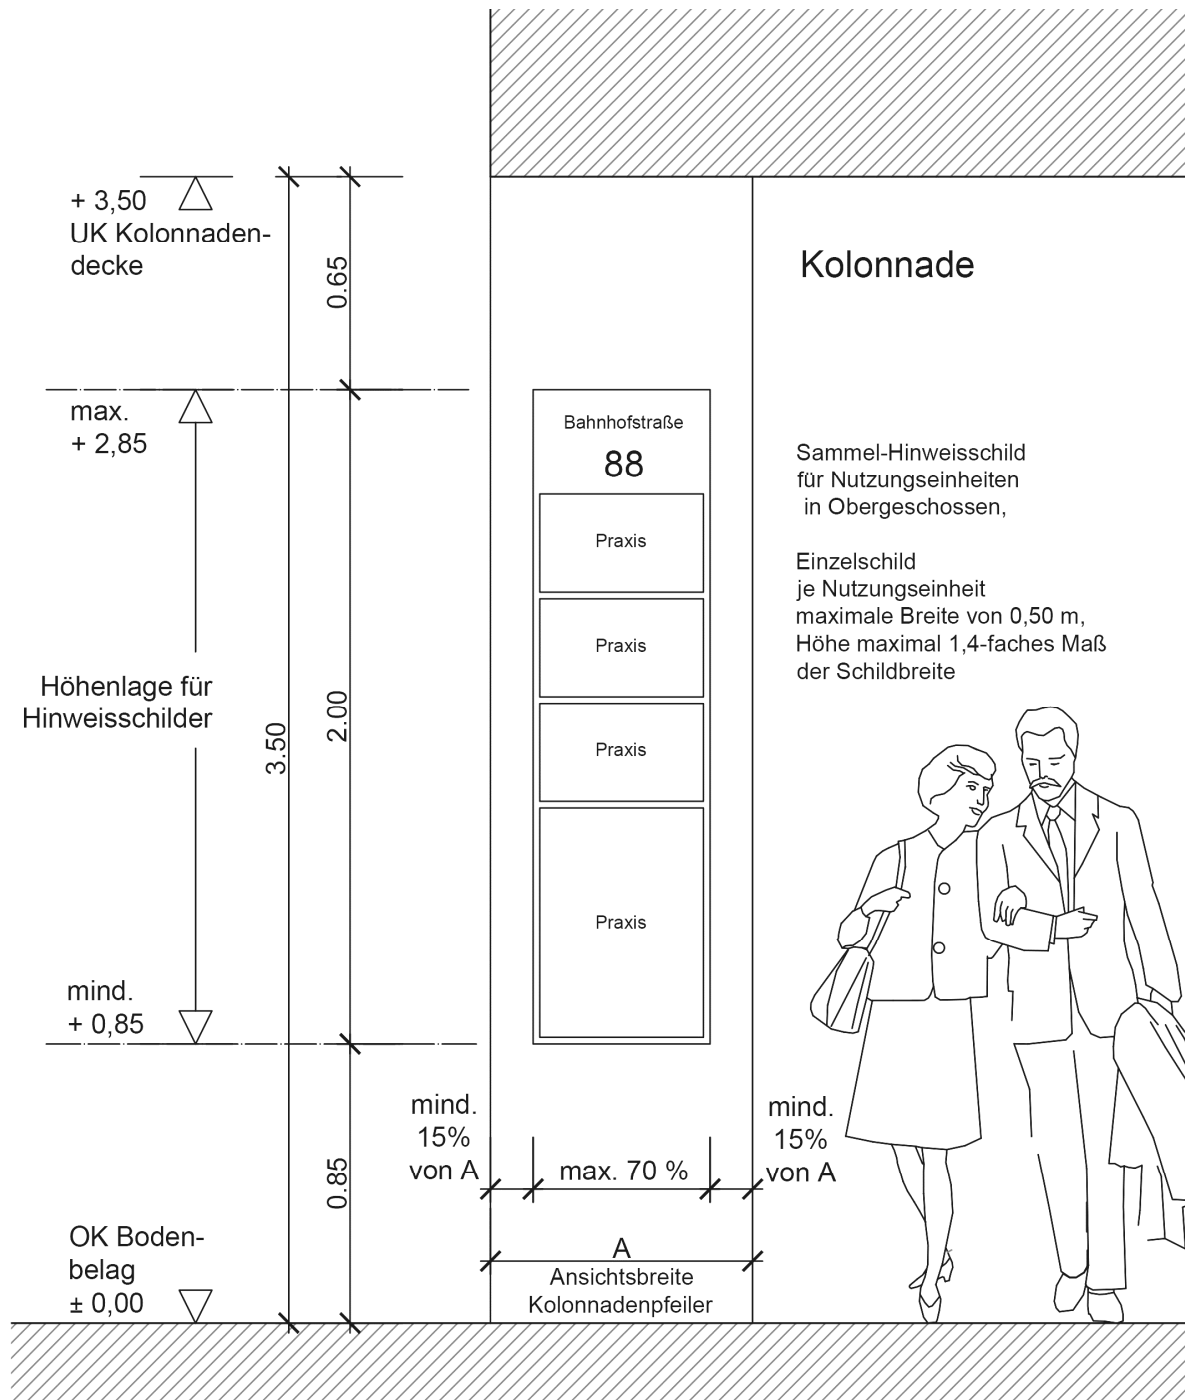 + 3,50
UK Kolonnaden-
decke
0.65
Kolonnade
max.
+ 2,85
Bahnhofstraße
88
Praxis
Praxis
Praxis
Praxis
Sammel-Hinweisschild
für Nutzungseinheiten
in Obergeschossen,
Einzelschild
je Nutzungseinheit
maximale Breite von 0,50 m,
Höhe maximal 1,4-faches Maß
der Schildbreite
Höhenlage für
Hinweisschilder
3.50
2.00
mind.
+ 0,85
mind.
15%
von A
max. 70 %
mind.
15%
von A
0.85
OK Boden-
belag
± 0,00
A
Ansichtsbreite
Kolonnadenpfeiler